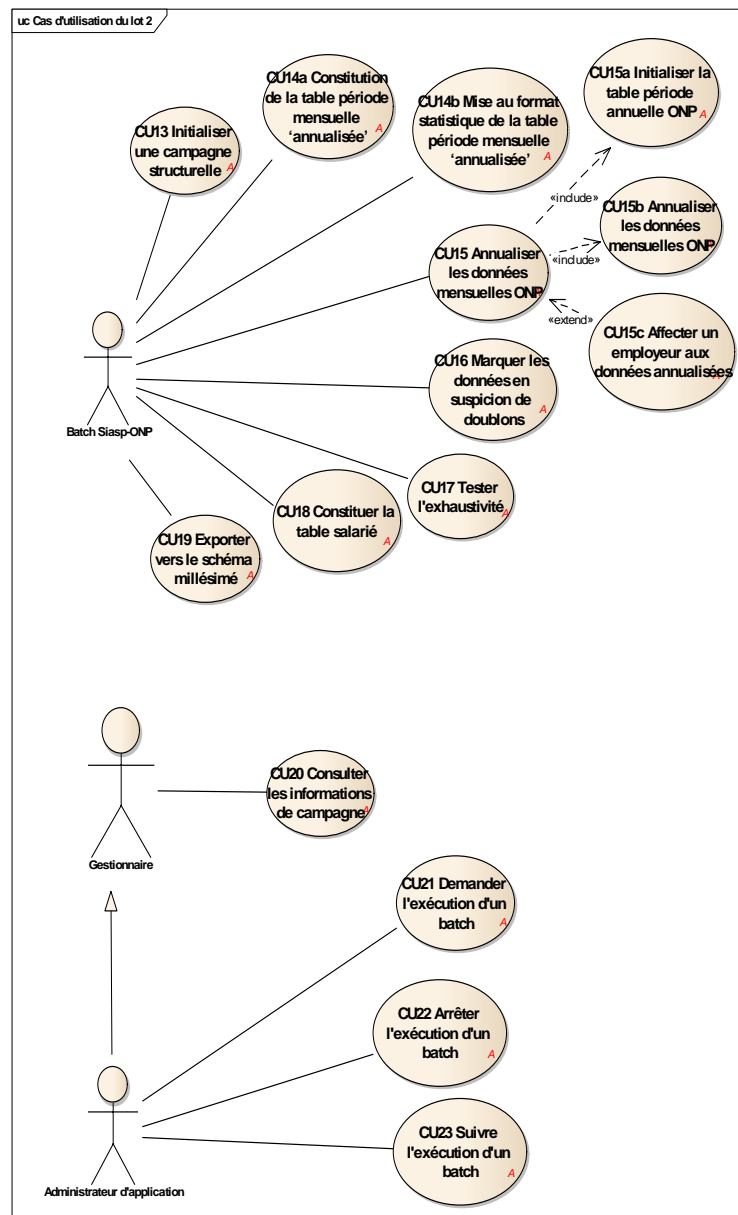 uc Cas d'utilisation du lot 2
CU13 Initialiser
une campagne
structurelle
A
CU14a Constitution
de la table période
mensuelle
‘annualisée’
A
CU14b Mise au format
statistique de la table
période mensuelle
‘annualisée’
A
CU15a Initialiser la
table période
annuelle ONP
A
«include»
CU15b Annualiser
les données
mensuelles ONP
A
CU15 Annualiser
les données
mensuelles ONP
A
«include»
«extend»
CU15c Affecter un
employeur aux
données annualisées
A
CU16 Marquer les
données en
suspicion de
doublons
A
Batch Siasp-ONP
CU17 Tester
l'exhaustivité
A
CU18 Constituer la
table salarié
A
CU19 Exporter
vers le schéma
millésimé
A
CU20 Consulter
les informations
de campagne
A
Gestionnaire
CU21 Demander
l'exécution d'un
batch
A
CU22 Arrêter
l'exécution d'un
batch
A
CU23 Suivre
l'exécution d'un
batch
A
Administrateur d'application